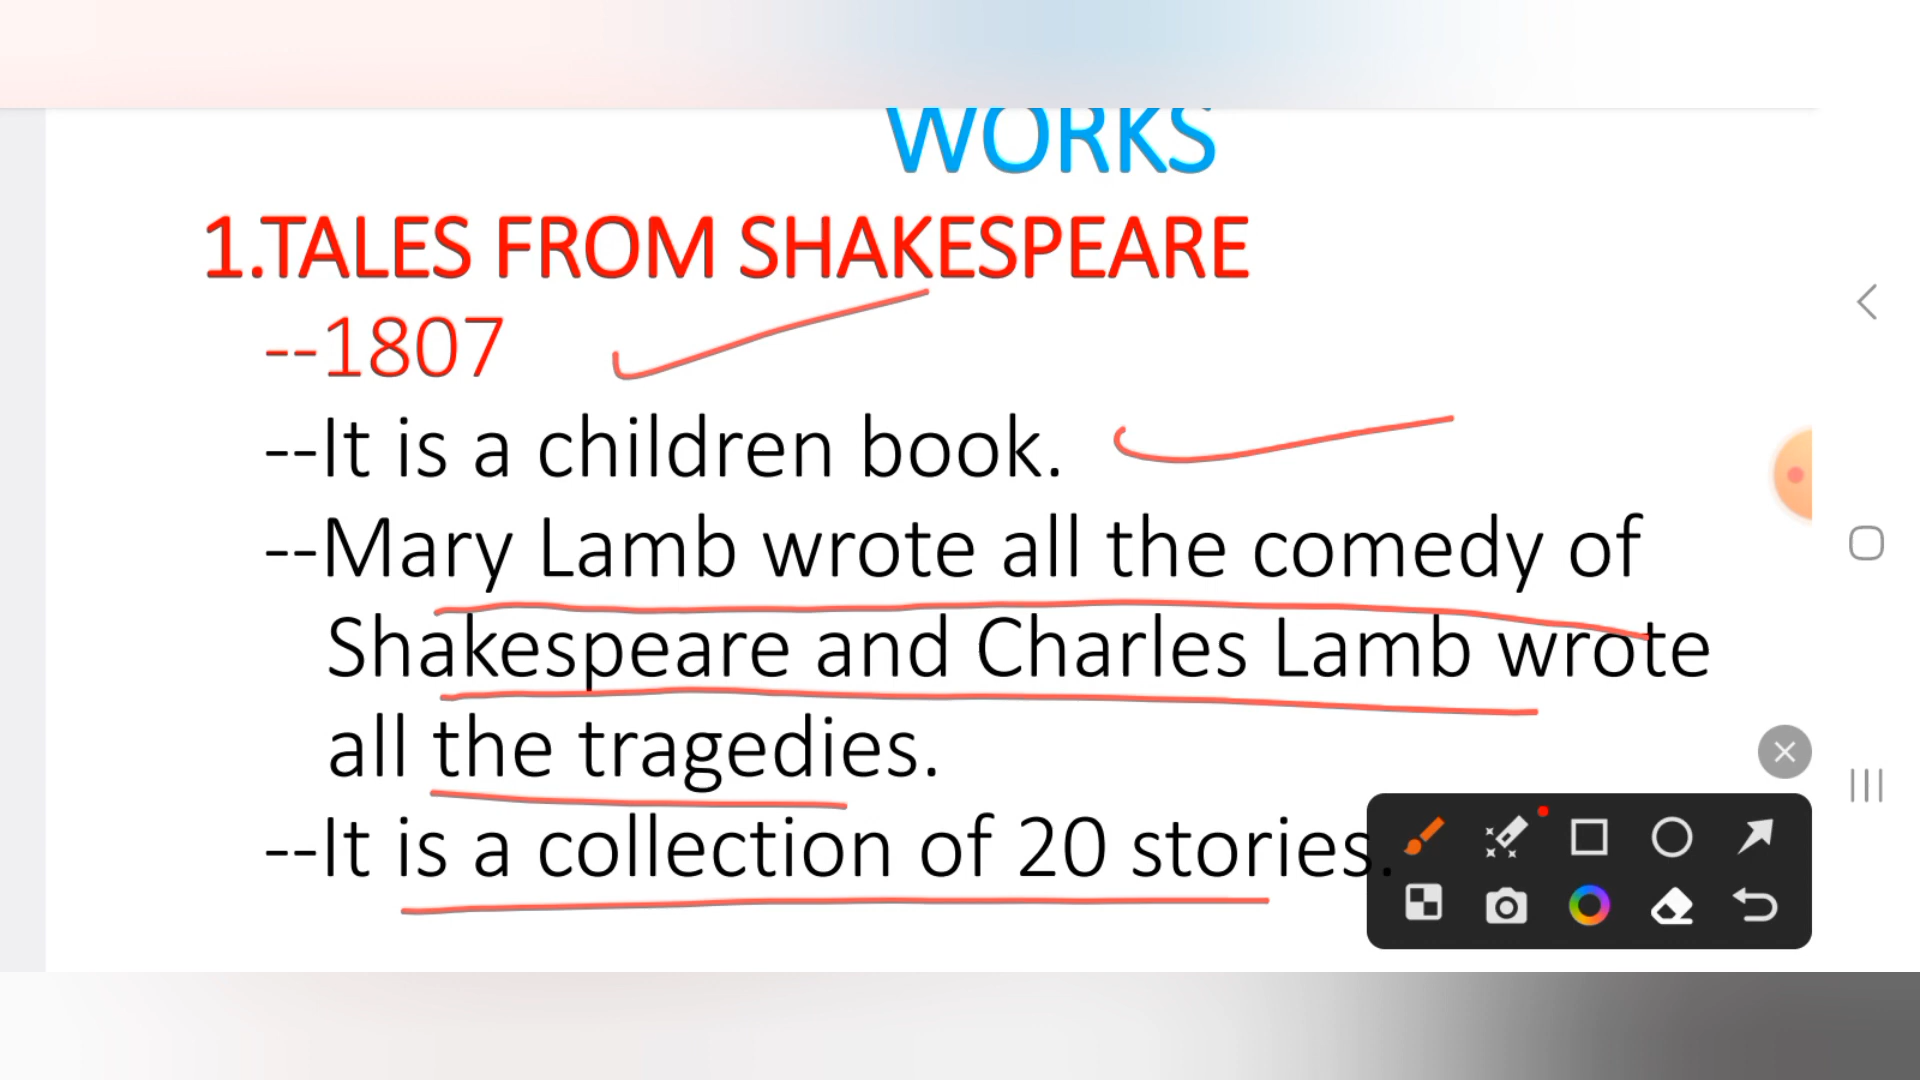 WORKS
1.TALES FROM SHAKESPEARE
--1807
--It is a children book.
--Mary Lamb wrote all the comedy of
Shakespeare and Charles Lamb wrote
all the tragedies.
--It is a collection of 20 stories.